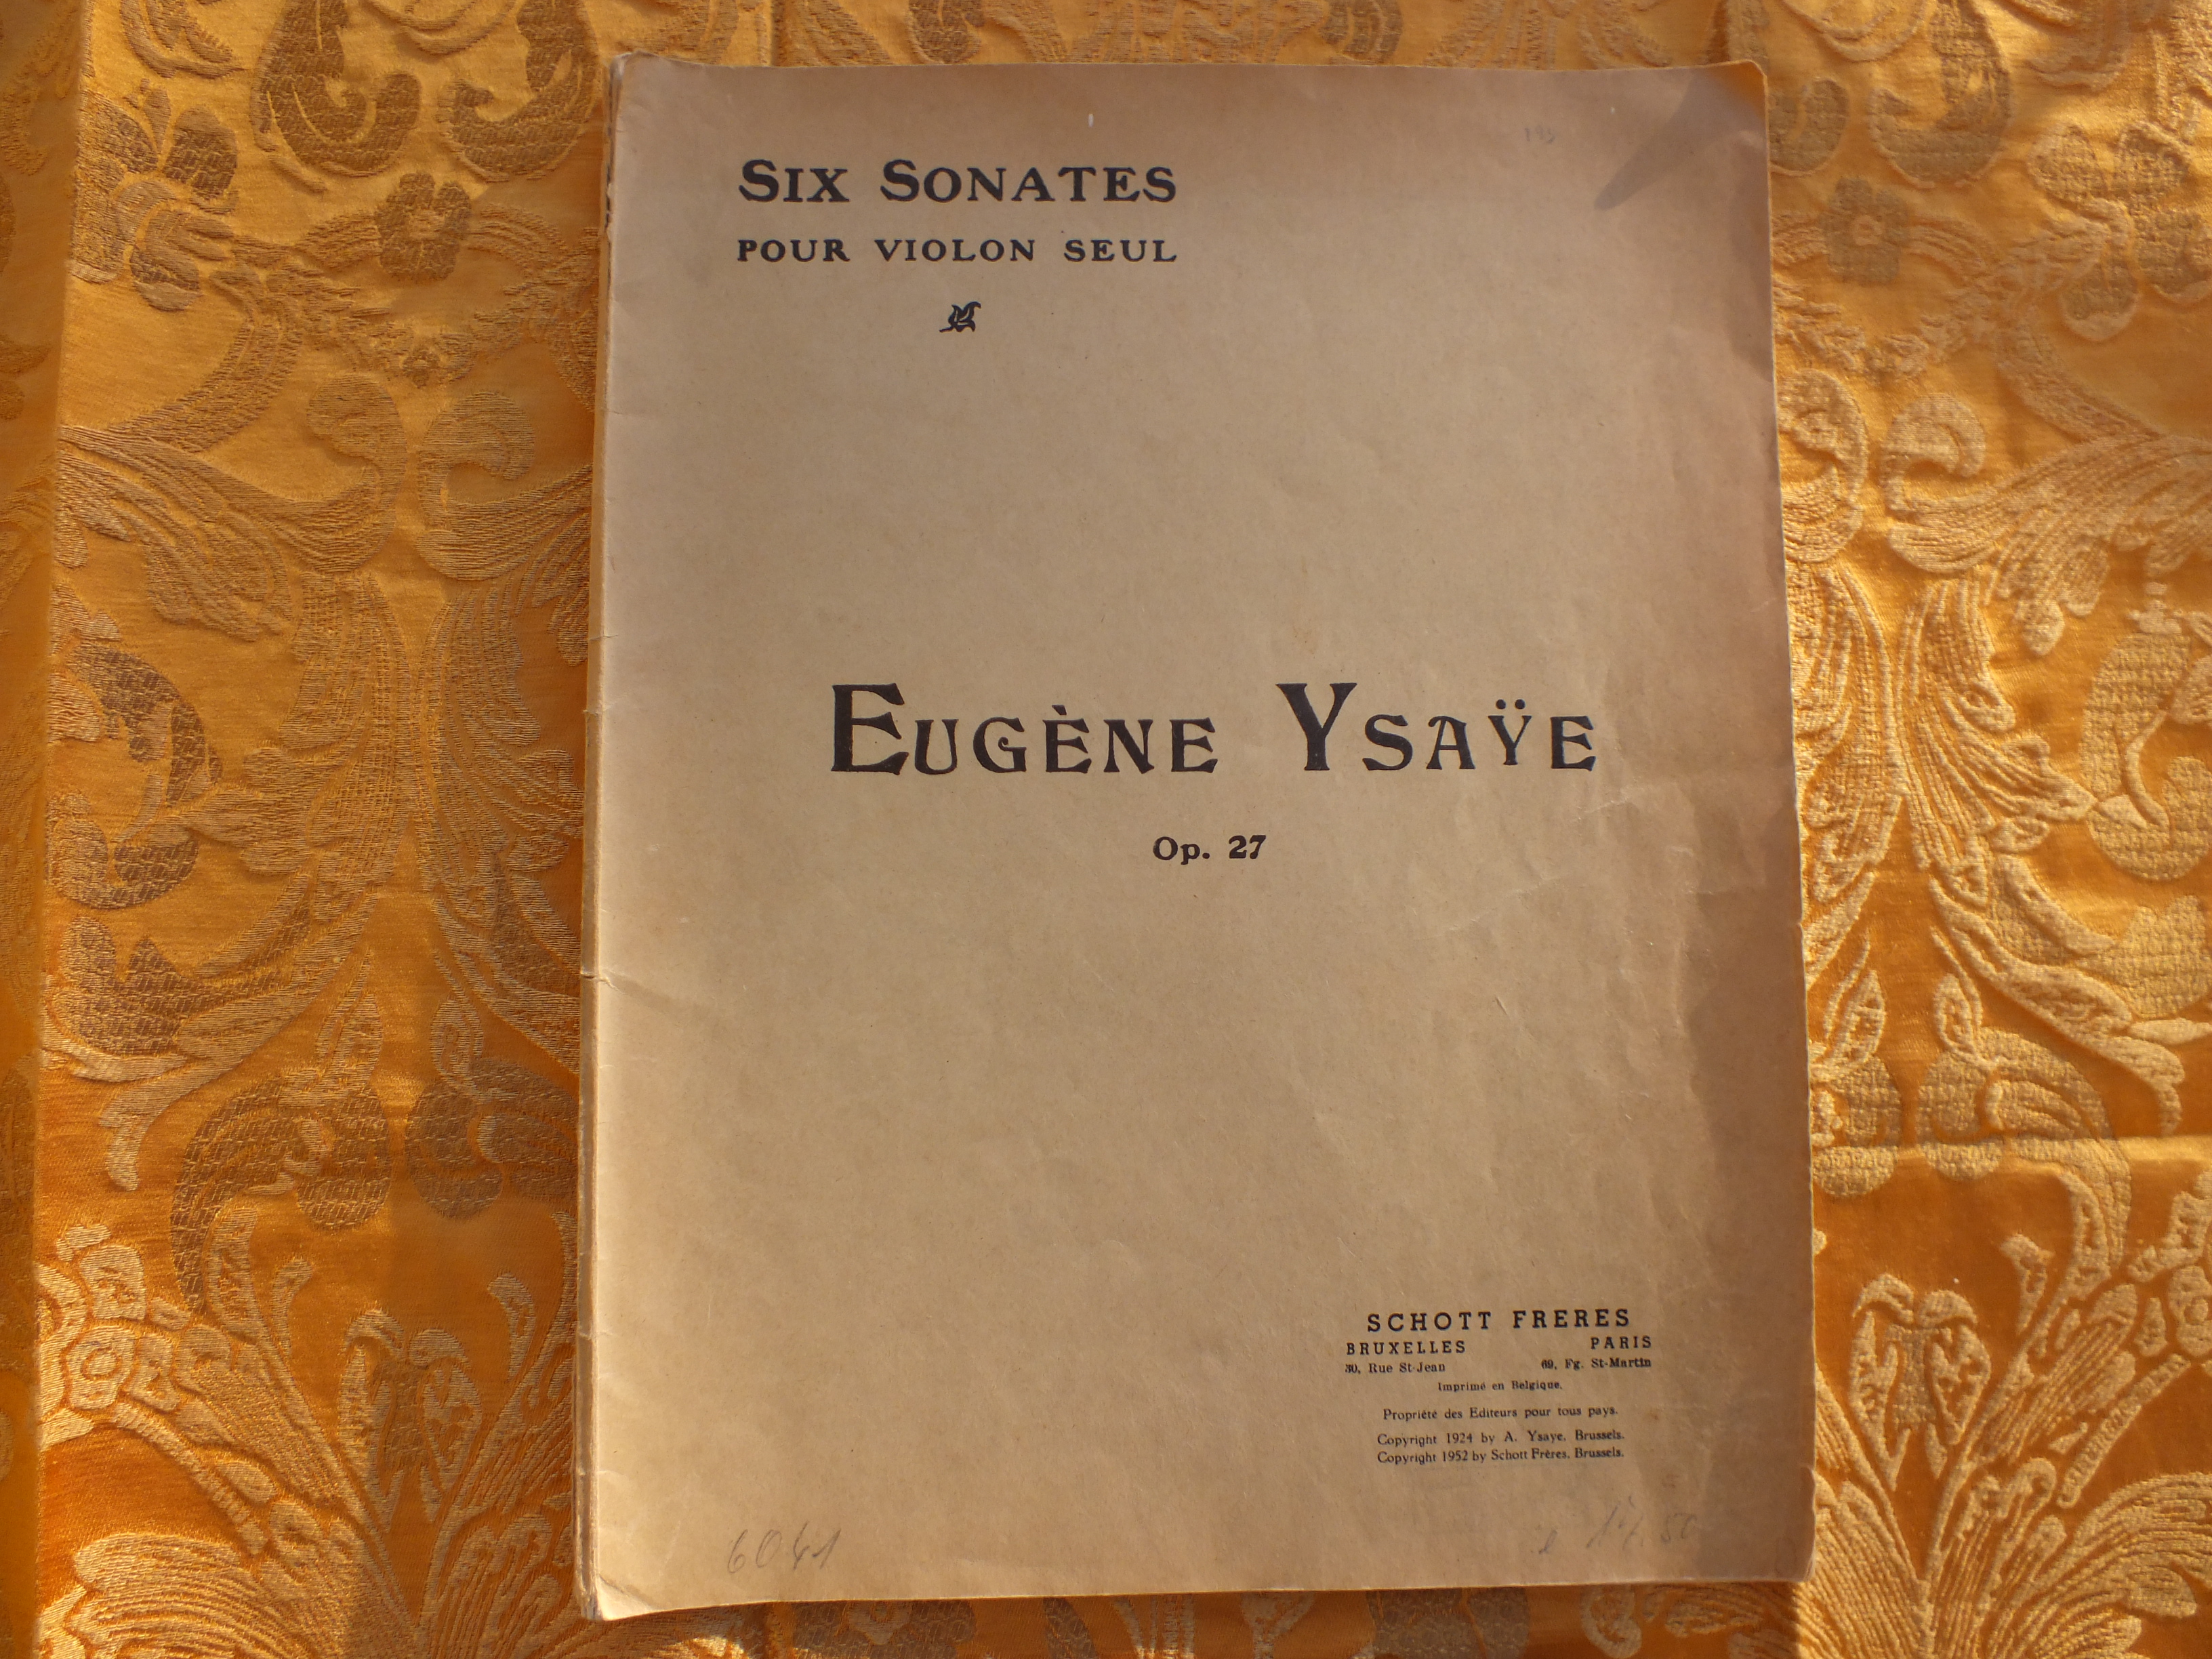 SIX SONATES
POUR VIOLON SEUL
EUGÈNE YSAŸE
Op. 27
SCHOTT FRERES
BRUXELLES PARIS
30, Rue St-Jean 69, Fg. St-Martin
Imprimé en Belgique.
Propriété des Editeurs pour tous pays.
Copyright 1924 by A. Ysaye, Brussels.
Copyright 1952 by Schott Frères, Brussels.
6041